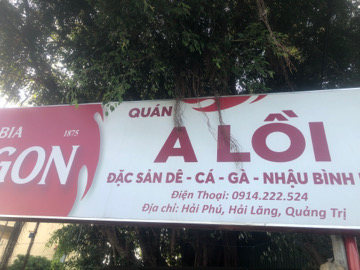 BIA
1875
GON
QUÁN
A LỒI
ĐẶC SẢN DÊ - CÁ - GÀ - NHẬU BÌNH
Điện Thoại: 0914.222.524
Địa chỉ: Hải Phú, Hải Lăng, Quảng Trị